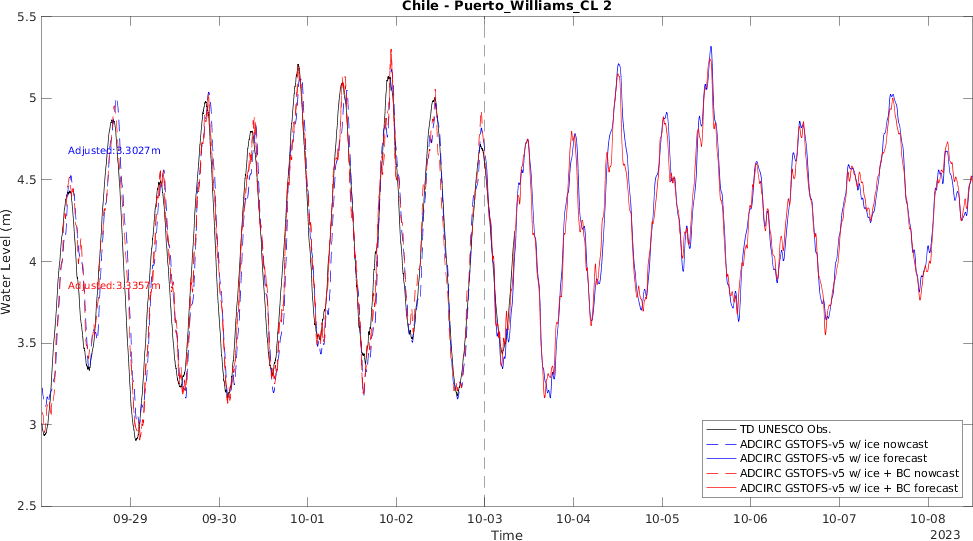 Chile - Puerto_Williams_CL 2
5.5
5
4.5
4
3.5
3
2.5
Water Level (m)
Adjusted:3.3027m
Adjusted:3.3357m
TD UNESCO Obs.
ADCIRC GSTOFS-v5 w/ ice nowcast
ADCIRC GSTOFS-v5 w/ ice forecast
ADCIRC GSTOFS-v5 w/ ice + BC nowcast
ADCIRC GSTOFS-v5 w/ ice + BC forecast
09-29 09-30 10-01 10-02 10-03 10-04 10-05 10-06 10-07 10-08
Time
2023